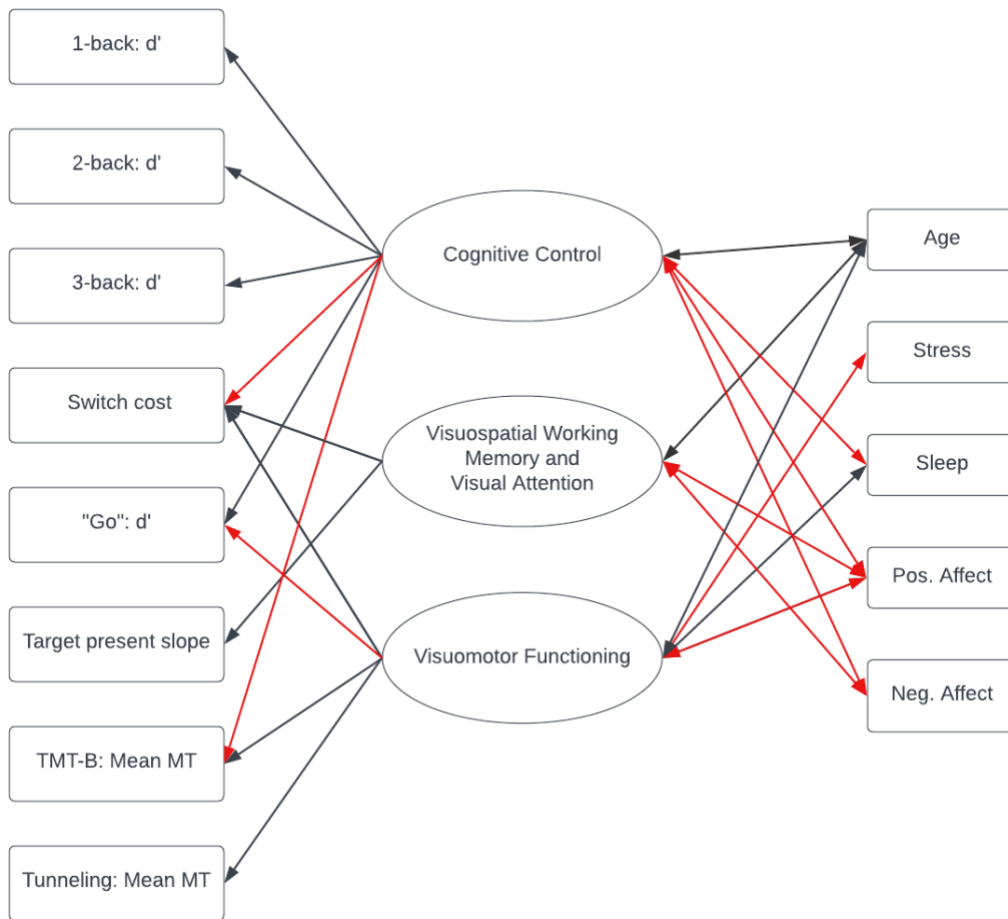 1-back: d'
2-back: d'
3-back: d'
Switch cost
"Go": d'
Target present slope
TMT-B: Mean MT
Tunneling: Mean MT
Cognitive Control
Visuospatial Working
Memory and
Visual Attention
Visuomotor Functioning
Age
Stress
Sleep
Pos. Affect
Neg. Affect